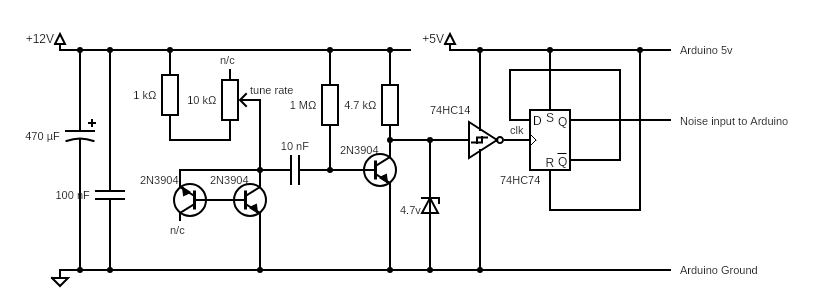 +12V
+5V
Arduino 5v
n/c
1 kΩ
10 kΩ
tune rate
1 MΩ
4.7 kΩ
74HC14
D
S
Q
clk
Noise input to Arduino
470 µF
+
10 nF
2N3904
R
Q
74HC74
2N3904
2N3904
100 nF
4.7v
n/c
Arduino Ground